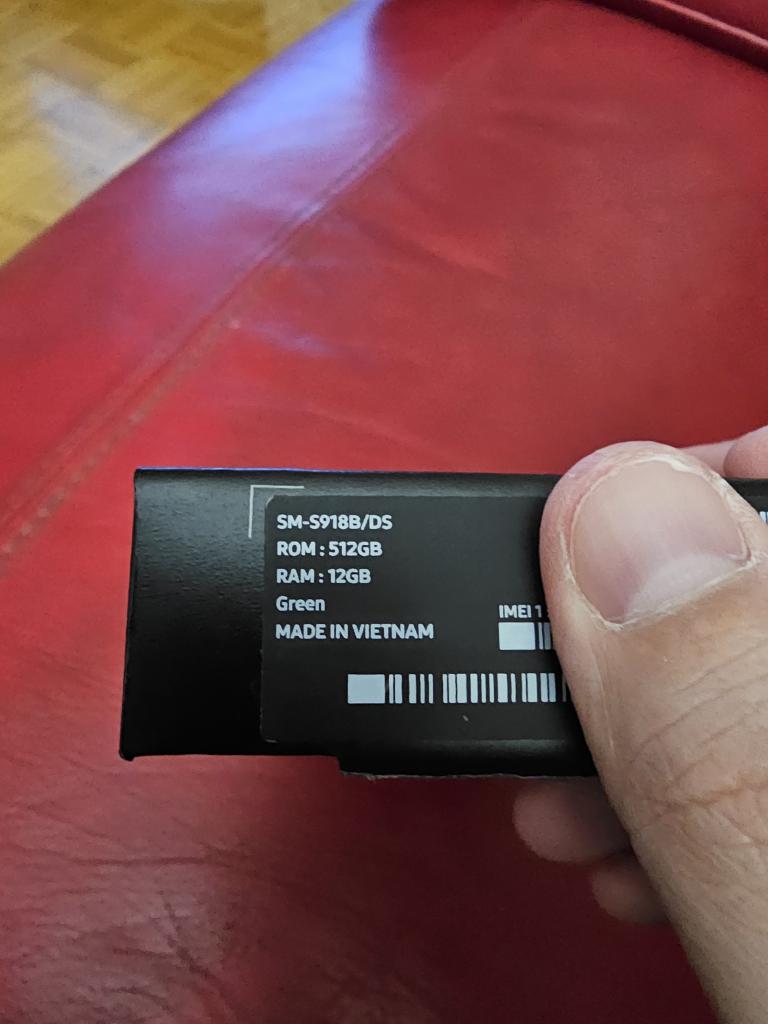 SM-S918B/DS
ROM : 512GB
RAM : 12GB
Green
MADE IN VIETNAM
IMEI 1